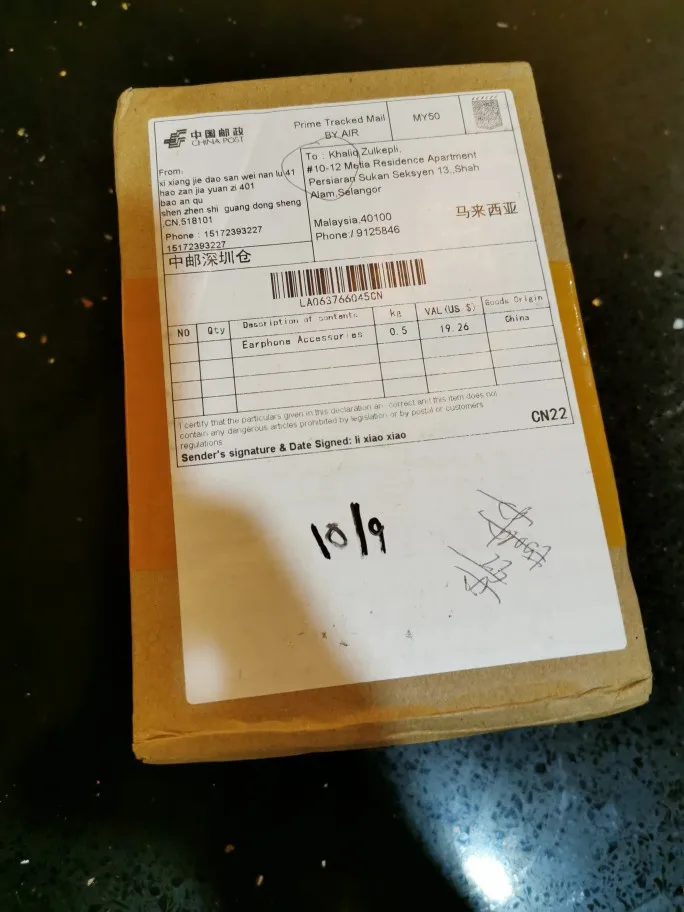 中国邮政
CHINA POST
Prime Tracked Mail
BY AIR
MY50
From:
xi xiang jie dao san wei nan lu 41
hao zan jia yuan zi 401
bao an qu
shen zhen shi guang dong sheng
,CN,518101
Phone : 15172393227
15172393227
中邮深圳仓
To : Khaliq Zulkepli,
#10-12 Metia Residence Apartment
Persiaran Sukan Seksyen 13,,Shah
Alam,Selangor
Malaysia,40100
马来西亚
Phone./ 9125846
LA063766045CN
NO Qty Description of contents kg VAL(US $) Goods Origin
Earphone Accessories 0.5 19.26 China
I certify that the particulars given in this declaration are correct and this item does not
contain any dangerous articles prohibited by legislation or by postal or customers
regulations
CN22
Sender's signature & Date Signed: li xiao xiao
10/9